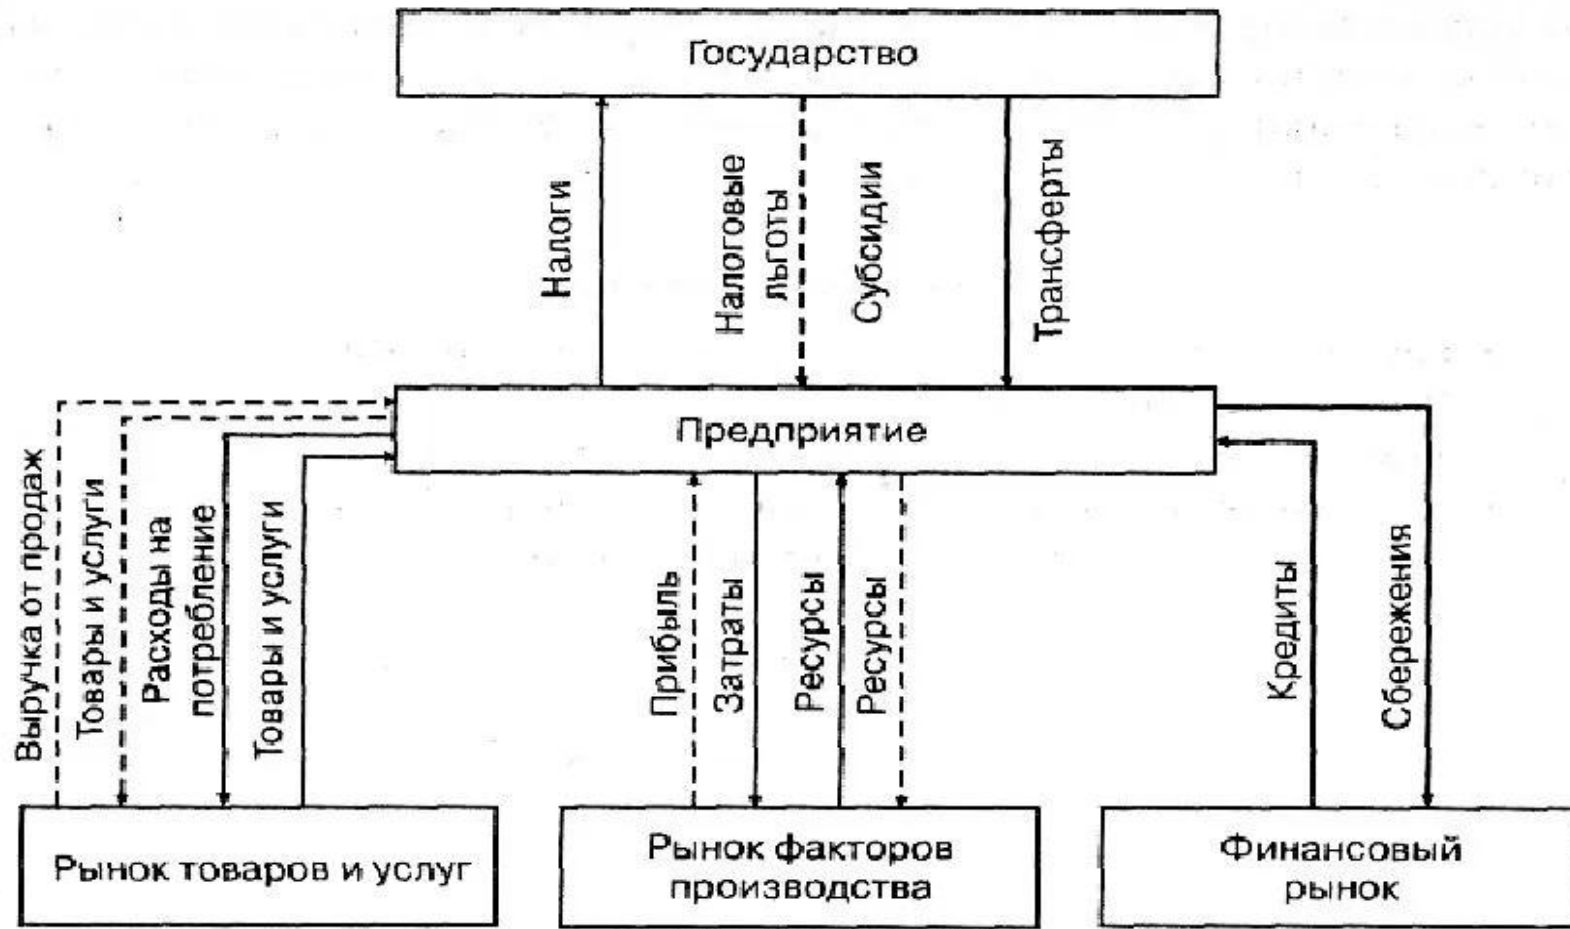 Государство
Налоги
Налоговые
льготы
Субсидии
Трансферты
Предприятие
Выручка от продаж
Товары и услуги
Расходы на
потребление
Товары и услуги
Прибыль
Затраты
Ресурсы
Ресурсы
Кредиты
Сбережения
Рынок товаров и услуг
Рынок факторов
производства
Финансовый
рынок